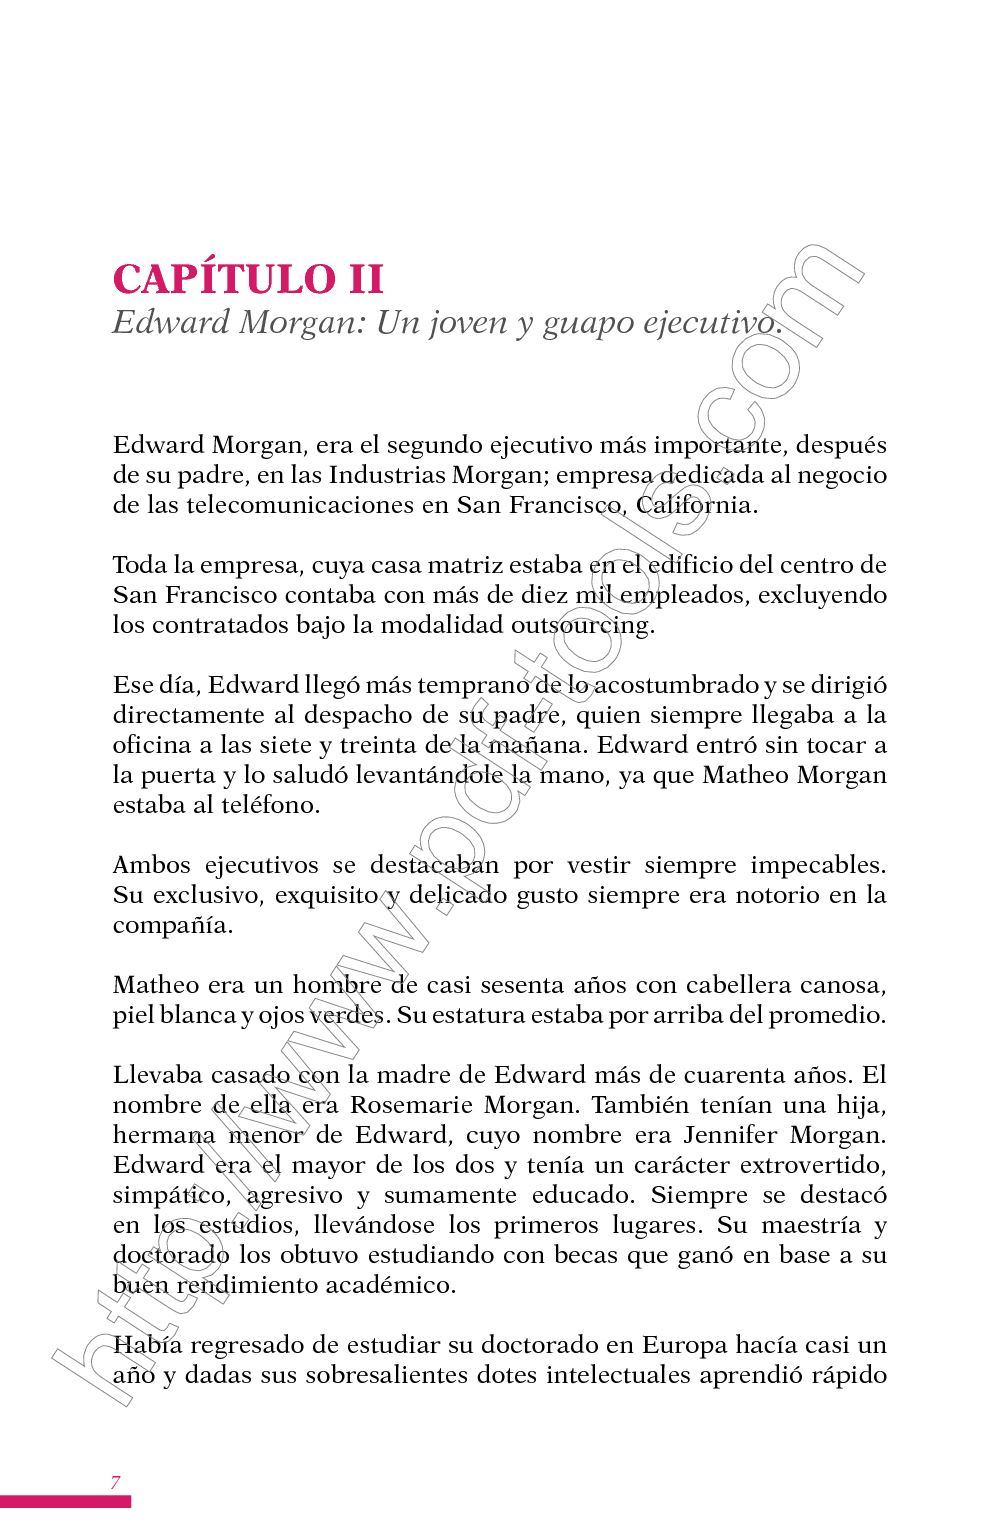 CAPÍTULO II
Edward Morgan: Un joven y guapo ejecutivo.
Edward Morgan, era el segundo ejecutivo más importante, después
de su padre, en las Industrias Morgan; empresa dedicada al negocio
de las telecomunicaciones en San Francisco, California.
Toda la empresa, cuya casa matriz estaba en el edificio del centro de
San Francisco contaba con más de diez mil empleados, excluyendo
los contratados bajo la modalidad outsourcing.
Ese día, Edward llegó más temprano de lo acostumbrado y se dirigió
directamente al despacho de su padre, quien siempre llegaba a la
oficina a las siete y treinta de la mañana. Edward entró sin tocar a
la puerta y lo saludó levantándole la mano, ya que Matheo Morgan
estaba al teléfono.
Ambos ejecutivos se destacaban por vestir siempre impecables.
Su exclusivo, exquisito y delicado gusto siempre era notorio en la
compañía.
Matheo era un hombre de casi sesenta años con cabellera canosa,
piel blanca y ojos verdes. Su estatura estaba por arriba del promedio.
Llevaba casado con la madre de Edward más de cuarenta años. El
nombre de ella era Rosemarie Morgan. También tenían una hija,
hermana menor de Edward, cuyo nombre era Jennifer Morgan.
Edward era el mayor de los dos y tenía un carácter extrovertido,
simpático, agresivo y sumamente educado. Siempre se destacó
en los estudios, llevándose los primeros lugares. Su maestría y
doctorado los obtuvo estudiando con becas que ganó en base a su
buen rendimiento académico.
Había regresado de estudiar su doctorado en Europa hacía casi un
año y dadas sus sobresalientes dotes intelectuales aprendió rápido
7
http://www.pdf-tools.com